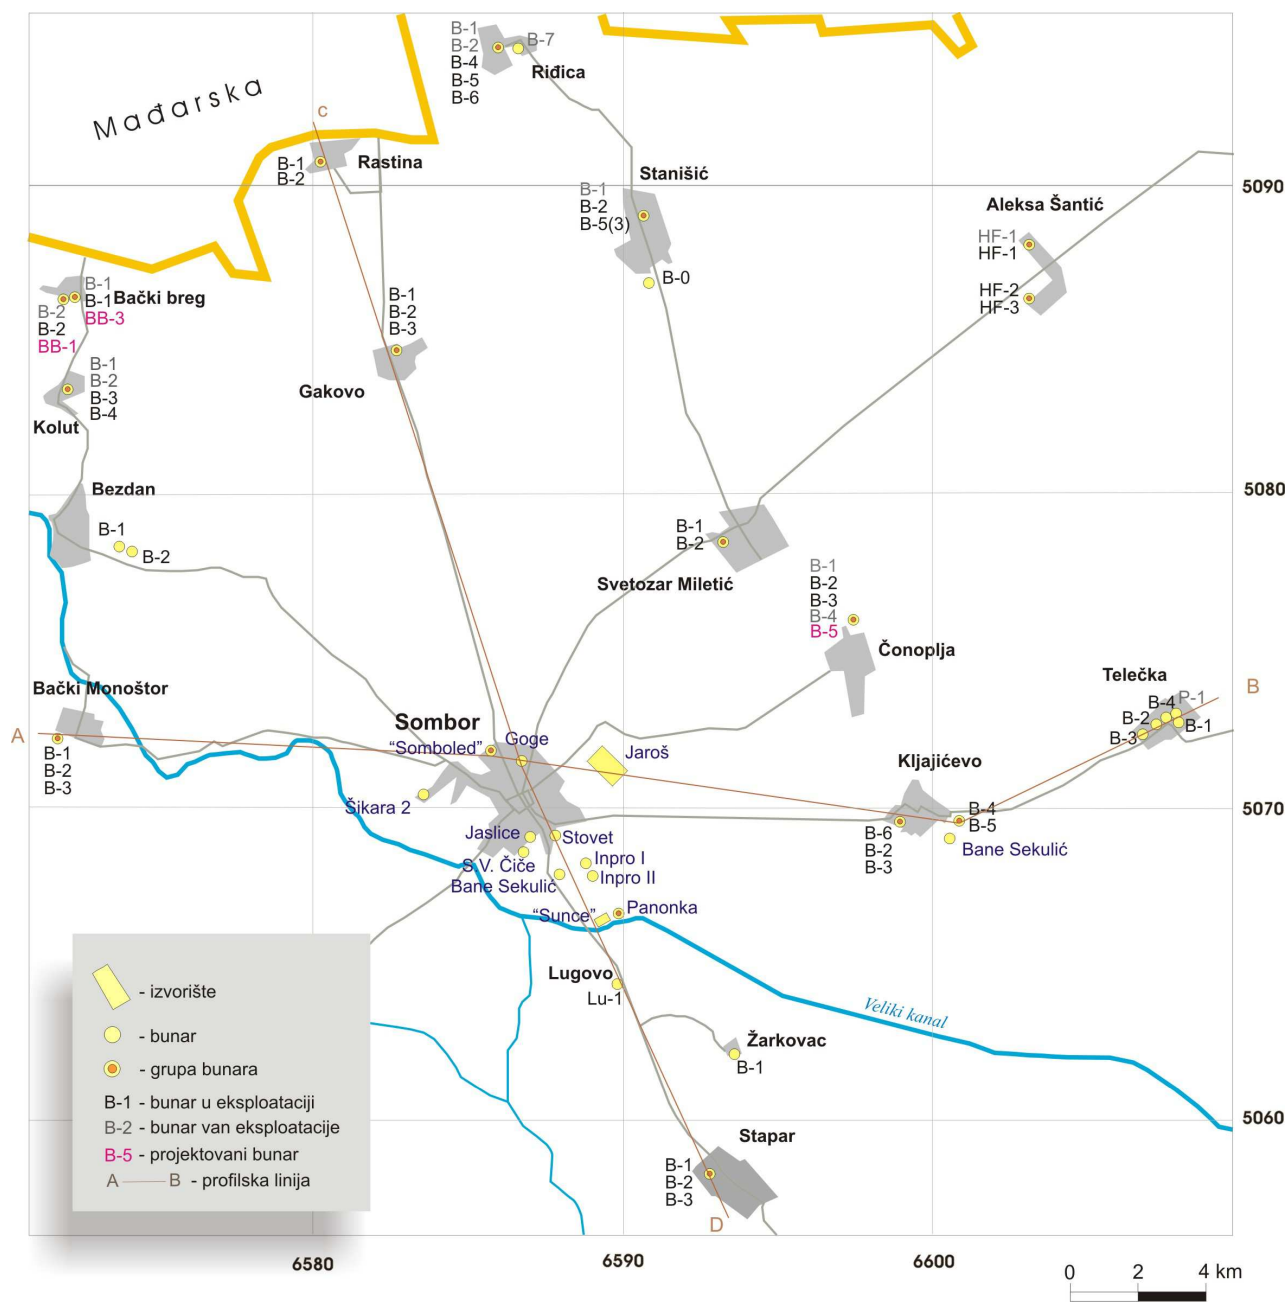 B-1
B-2
B-4
B-5
B-6
B-7
Riđica
Mađarska
c
B-1
B-2
Rastina
Stanišić
B-1
B-2
B-5(3)
B-0
5090
Aleksa Šantić
HF-1
HF-1
HF-2
HF-3
B-1
B-1
Bački breg
BB-3
B-2
B-2
BB-1
B-1
B-2
B-3
Gakovo
B-1
B-2
B-3
B-4
Kolut
Bezdan
B-1
B-2
5080
B-1
B-2
Svetozar Miletić
B-1
B-2
B-3
B-4
B-5
Čonoplja
Telečka
B-4
P-1
B-2
B-1
B-3
B
Bački Monoštor
A
B-1
B-2
B-3
Sombor
“Somboled”
Goge
Jaroš
Šikara 2
Kljajićevo
B-4
B-5
B-6
B-2
B-3
Bane Sekulić
5070
Jaslice
Stovet
S.V. Čiče
Inpro I
Bane Sekulić
Inpro II
“Sunce”
Panonka
Lugovo
Lu-1
Veliki kanal
Žarkovac
B-1
5060
Stapar
B-1
B-2
B-3
D
- izvorište
- bunar
- grupa bunara
B-1 - bunar u eksploataciji
B-2 - bunar van eksploatacije
B-5 - projektovani bunar
A B - profilska linija
6580
6590
6600
0 2 4 km